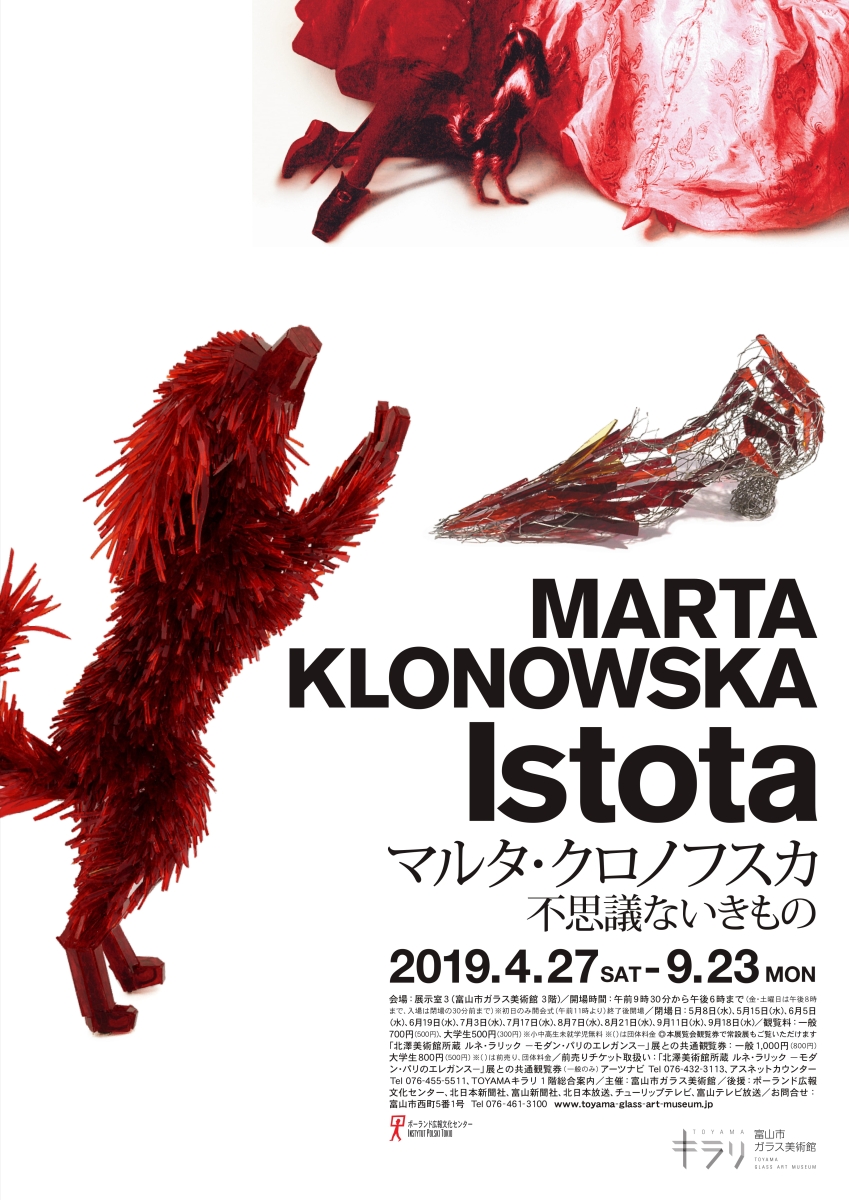 MARTA
KLONOWSKA
Istota
マルタ・クロノフスカ
不思議ないきもの
2019.4.27 SAT - 9.23 MON
会場：展示室3（富山市ガラス美術館 3階）／開場時間：午前9時30分から午後6時まで（金・土曜日は午後8時
まで、入場は閉場の30分前まで）※初日のみ開会式（午前11時より）終了後開場／閉場日：5月8日（水）、5月15日（水）、6月5日
（水）、6月19日（水）、7月3日（水）、7月17日（水）、8月7日（水）、8月21日（水）、9月11日（水）、9月18日（水）／観覧料：一般
700円（500円）、大学生500円（300円）※小中高生未就学児無料 ※（ ）は団体料金 ◎本展覧会観覧券で常設展もご覧いただけます
「北澤美術館所蔵 ルネ・ラリック －モダン・パリのエレガンス－」展との共通観覧券：一般1,000円（800円）
大学生800円（500円）※（ ）は前売り、団体料金／前売りチケット取扱い：「北澤美術館所蔵 ルネ・ラリック －モダ
ン・パリのエレガンス－」展との共通観覧券（一般のみ）アーツナビ Tel 076-432-3113、アスネットカウンター
Tel 076-455-5511、TOYAMAキラリ1階総合案内／主催：富山市ガラス美術館／後援：ポーランド広報
文化センター、北日本新聞社、富山新聞社、北日本放送、チューリップテレビ、富山テレビ放送／お問合せ：
富山市西町5番1号 Tel 076-461-3100 www.toyama-glass-art-museum.jp
ポーランド広報文化センター
INSTYTUT POLSKI TOKIO
TOYAMA
キラリ
富山市
ガラス美術館
TOYAMA
GLASS ART MUSEUM